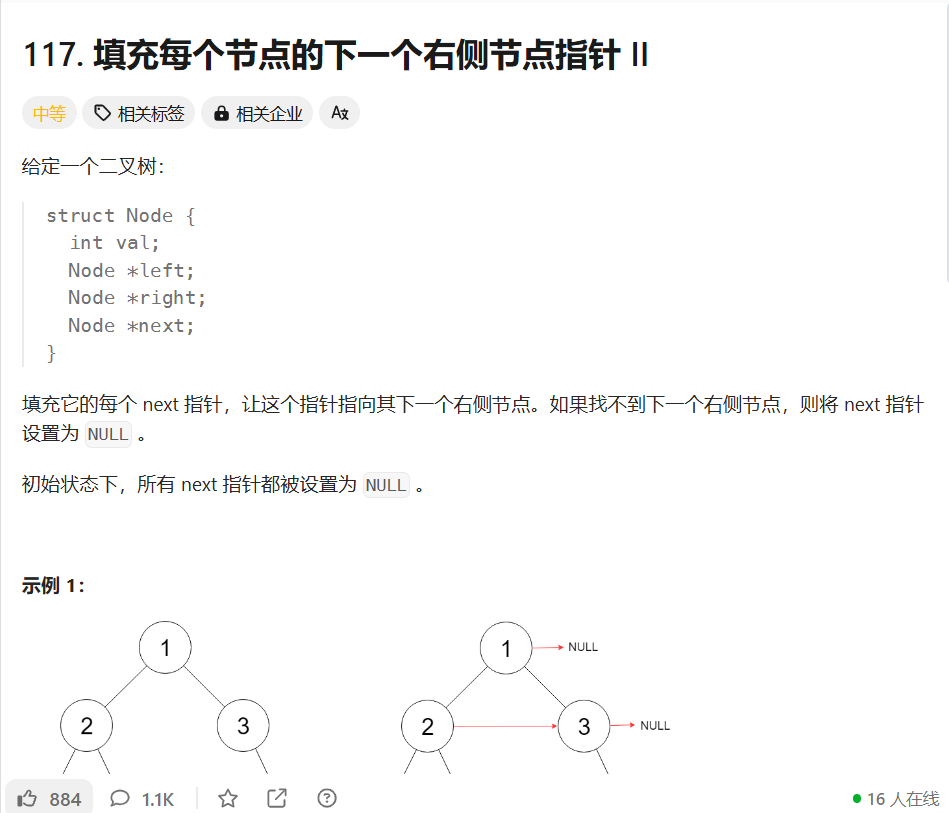 117. 填充每个节点的下一个右侧节点指针 II
中等 相关标签 相关企业 Az
给定一个二叉树：
struct Node {
  int val;
  Node *left;
  Node *right;
  Node *next;
}
填充它的每个 next 指针，让这个指针指向其下一个右侧节点。如果找不到下一个右侧节点，则将 next 指针
设置为 NULL 。
初始状态下，所有 next 指针都被设置为 NULL 。
示例 1：
1
1 NULL
2 3
2 3 NULL
884 1.1K
16 人在线